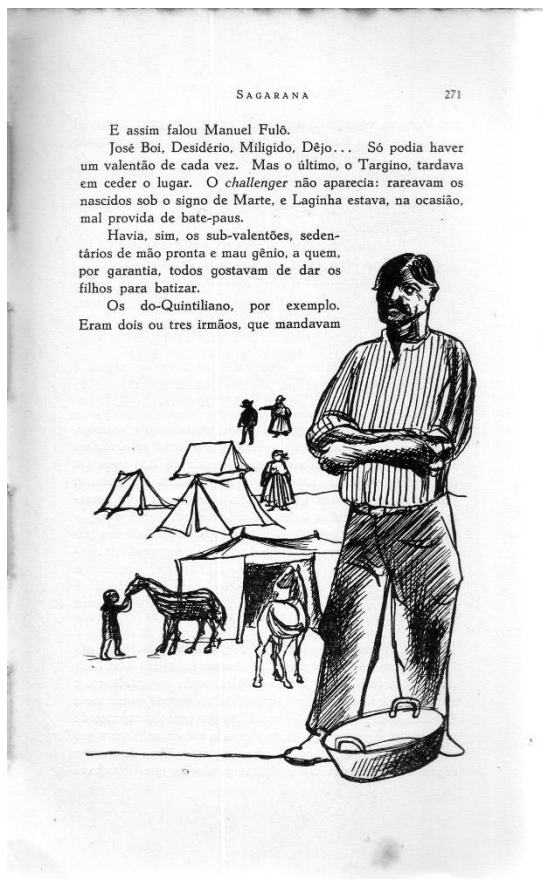 SAGARANA 271
E assim falou Manuel Fulô.
José Boi, Desidério, Miligido, Dêjo... Só podia haver
um valentão de cada vez. Mas o último, o Targino, tardava
em ceder o lugar. O challenger não aparecia: rareavam os
nascidos sob o signo de Marte, e Laginha estava, na ocasião,
mal provida de bate-paus.
Havia, sim, os sub-valentões, seden-
tários de mão pronta e mau gênio, a quem,
por garantia, todos gostavam de dar os
filhos para batizar.
Os do-Quintiliano, por exemplo.
Eram dois ou tres irmãos, que mandavam